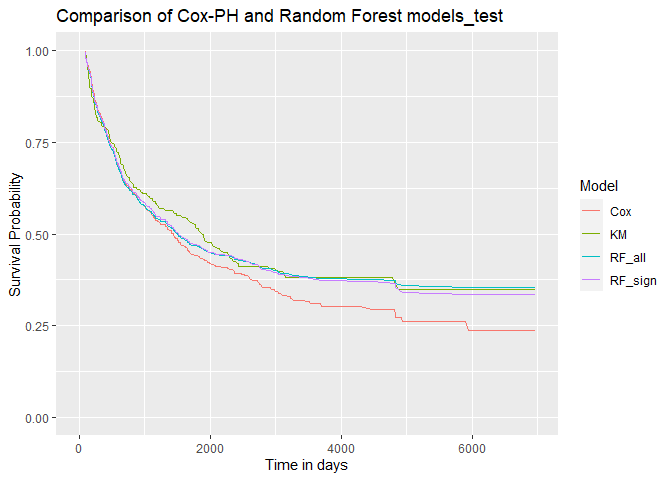 Comparison of Cox-PH and Random Forest models_test
Survival Probability
1.00
0.75
0.50
0.25
0.00
0
2000
4000
6000
Time in days
Model
Cox
KM
RF_all
RF_sign